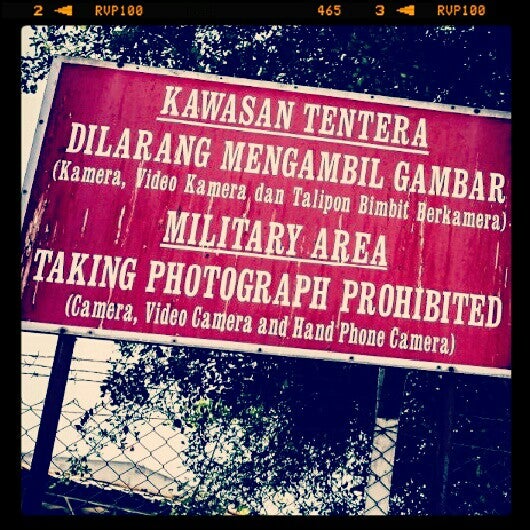 2 RVP100 465 3 RVP100
KAWASAN TENTERA
DILARANG MENGAMBIL GAMBAR
(Kamera, Video Kamera dan Talipon Bimbit Berkamera)
MILITARY AREA
TAKING PHOTOGRAPH PROHIBITED
(Camera, Video Camera and Hand Phone Camera)